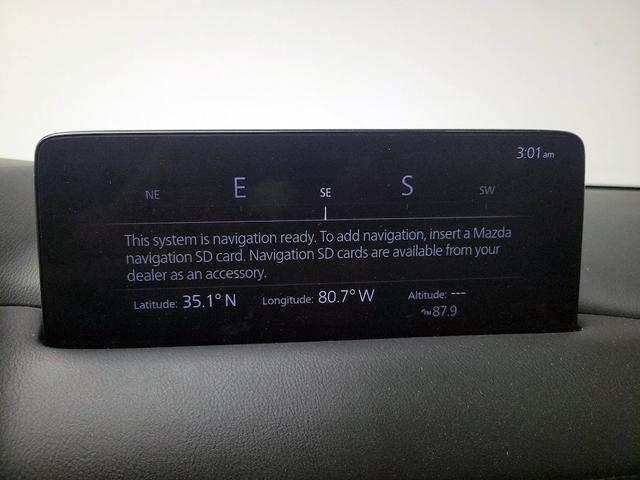 3:01 am
NE E SE S SW
This system is navigation ready. To add navigation, insert a Mazda
navigation SD card. Navigation SD cards are available from your
dealer as an accessory.
Latitude: 35.1° N Longitude: 80.7° W Altitude: ---
FM 87.9